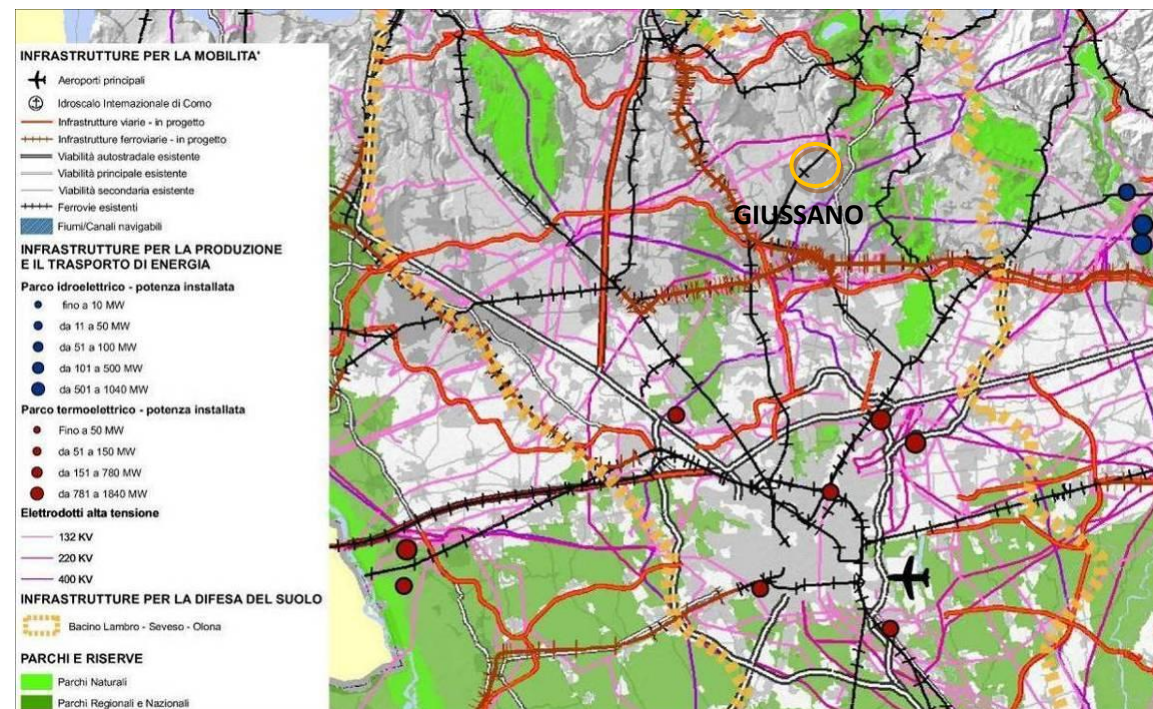 INFRASTRUTTURE PER LA MOBILITA'
Aeroporti principali
Idroscalo Internazionale di Como
Infrastrutture viarie - in progetto
Infrastrutture ferroviarie - in progetto
Viabilità autostradale esistente
Viabilità principale esistente
Viabilità secondaria esistente
Ferrovie esistenti
Fiumi/Canali navigabili
INFRASTRUTTURE PER LA PRODUZIONE
E IL TRASPORTO DI ENERGIA
Parco idroelettrico - potenza installata
fino a 10 MW
da 11 a 50 MW
da 51 a 100 MW
da 101 a 500 MW
da 501 a 1040 MW
Parco termoelettrico - potenza installata
Fino a 50 MW
da 51 a 150 MW
da 151 a 780 MW
da 781 a 1840 MW
Elettrodotti alta tensione
132 KV
220 KV
400 KV
INFRASTRUTTURE PER LA DIFESA DEL SUOLO
Bacino Lambro - Seveso - Olona
PARCHI E RISERVE
Parchi Naturali
Parchi Regionali e Nazionali
GIUSSANO